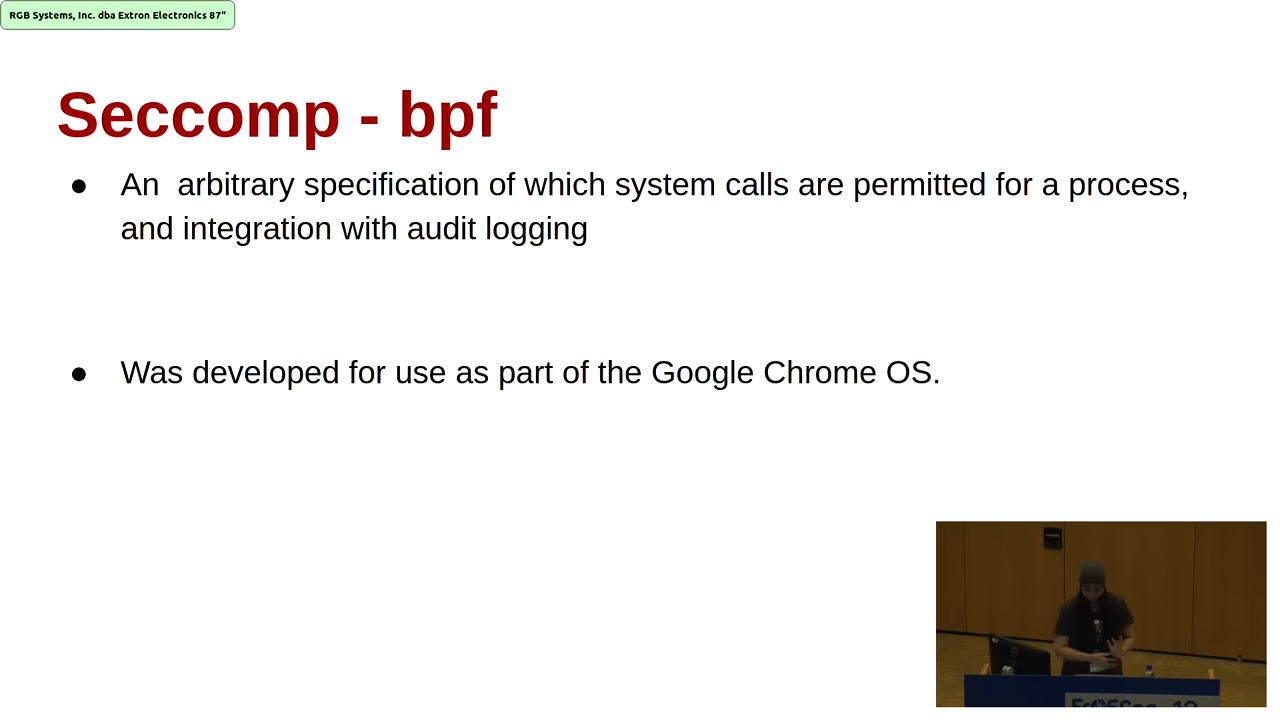 RGB Systems, Inc. dba Extron Electronics 87"
Seccomp - bpf
● An arbitrary specification of which system calls are permitted for a process,
and integration with audit logging
● Was developed for use as part of the Google Chrome OS.